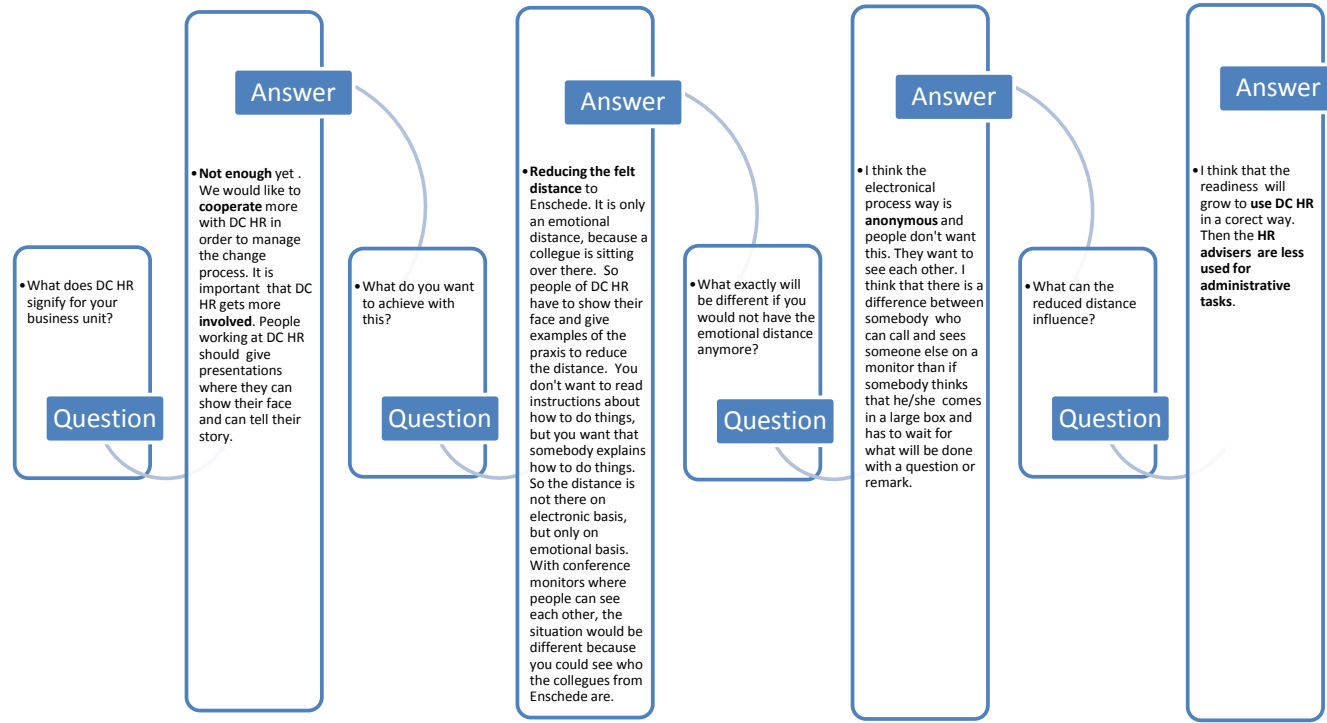 •What does DC HR
signify for your
business unit?
Question
Answer
•Not enough yet .
We would like to
cooperate more
with DC HR in
order to manage
the change
process. It is
important that DC
HR gets more
involved. People
working at DC HR
should give
presentations
where they can
show their face
and can tell their
story.
•What do you want
to achieve with
this?
Question
Answer
•Reducing the felt
distance to
Enschede. It is only
an emotional
distance, because a
collegue is sitting
over there. So
people of DC HR
have to show their
face and give
examples of the
praxis to reduce
the distance. You
don't want to read
instructions about
how to do things,
but you want that
somebody explains
how to do things.
So the distance is
not there on
electronic basis,
but only on
emotional basis.
With conference
monitors where
people can see
each other, the
situation would be
different because
you could see who
the collegues from
Enschede are.
•What exactly will
be different if you
would not have the
emotional distance
anymore?
Question
Answer
•I think the
electronical
process way is
anonymous and
people don't want
this. They want to
see each other. I
think that there is a
difference between
somebody who
can call and sees
someone else on a
monitor than if
somebody thinks
that he/she comes
in a large box and
has to wait for
what will be done
with a question or
remark.
•What can the
reduced distance
influence?
Question
Answer
•I think that the
readiness will
grow to use DC HR
in a corect way.
Then the HR
advisers are less
used for
administrative
tasks.